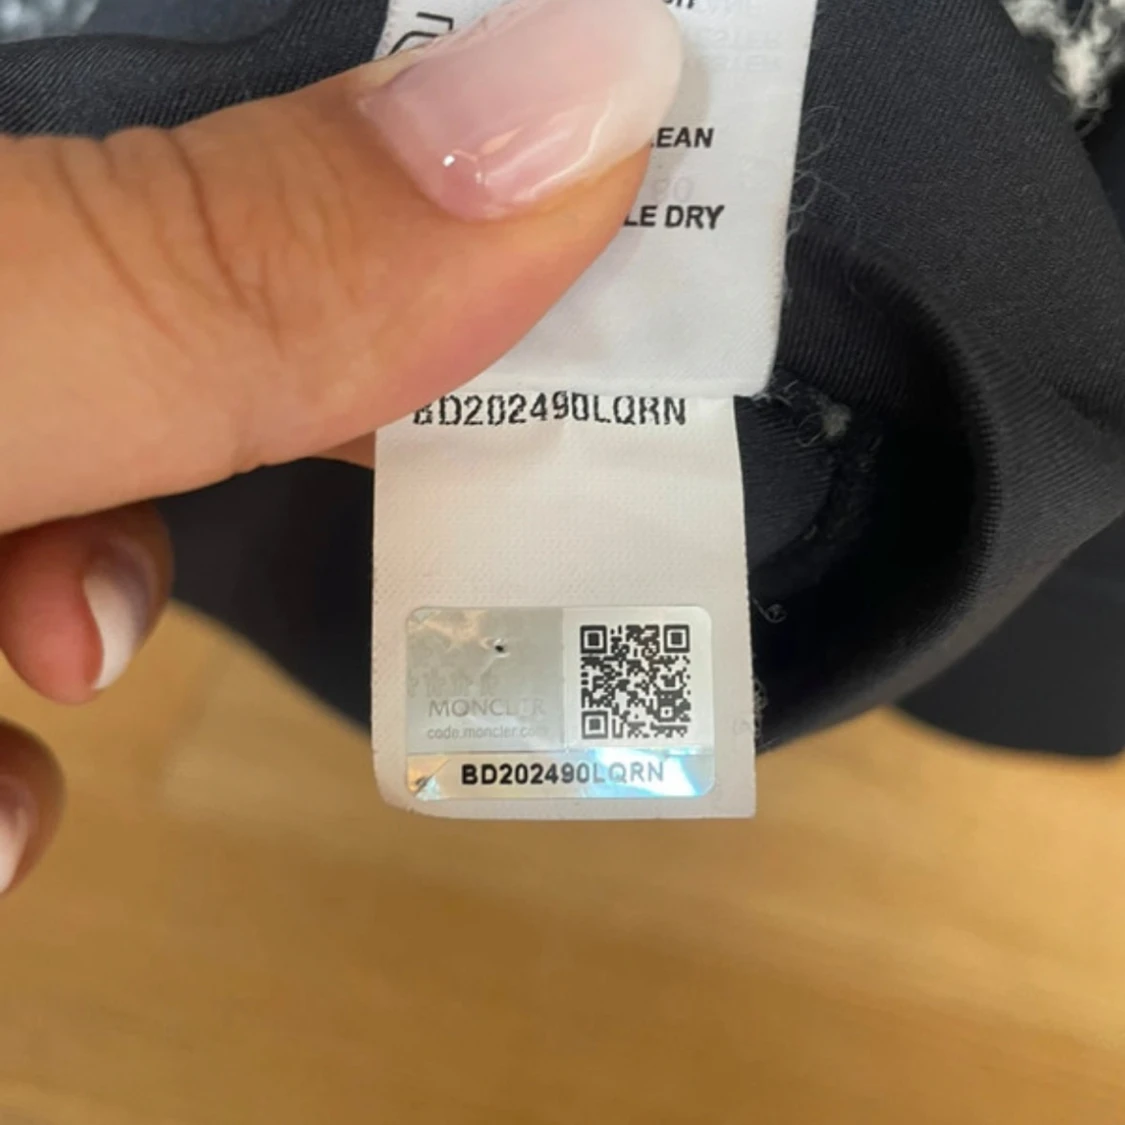 LEAN
LE DRY
BD202490LQRN
MONCLER
code.moncler.com
BD202490LQRN